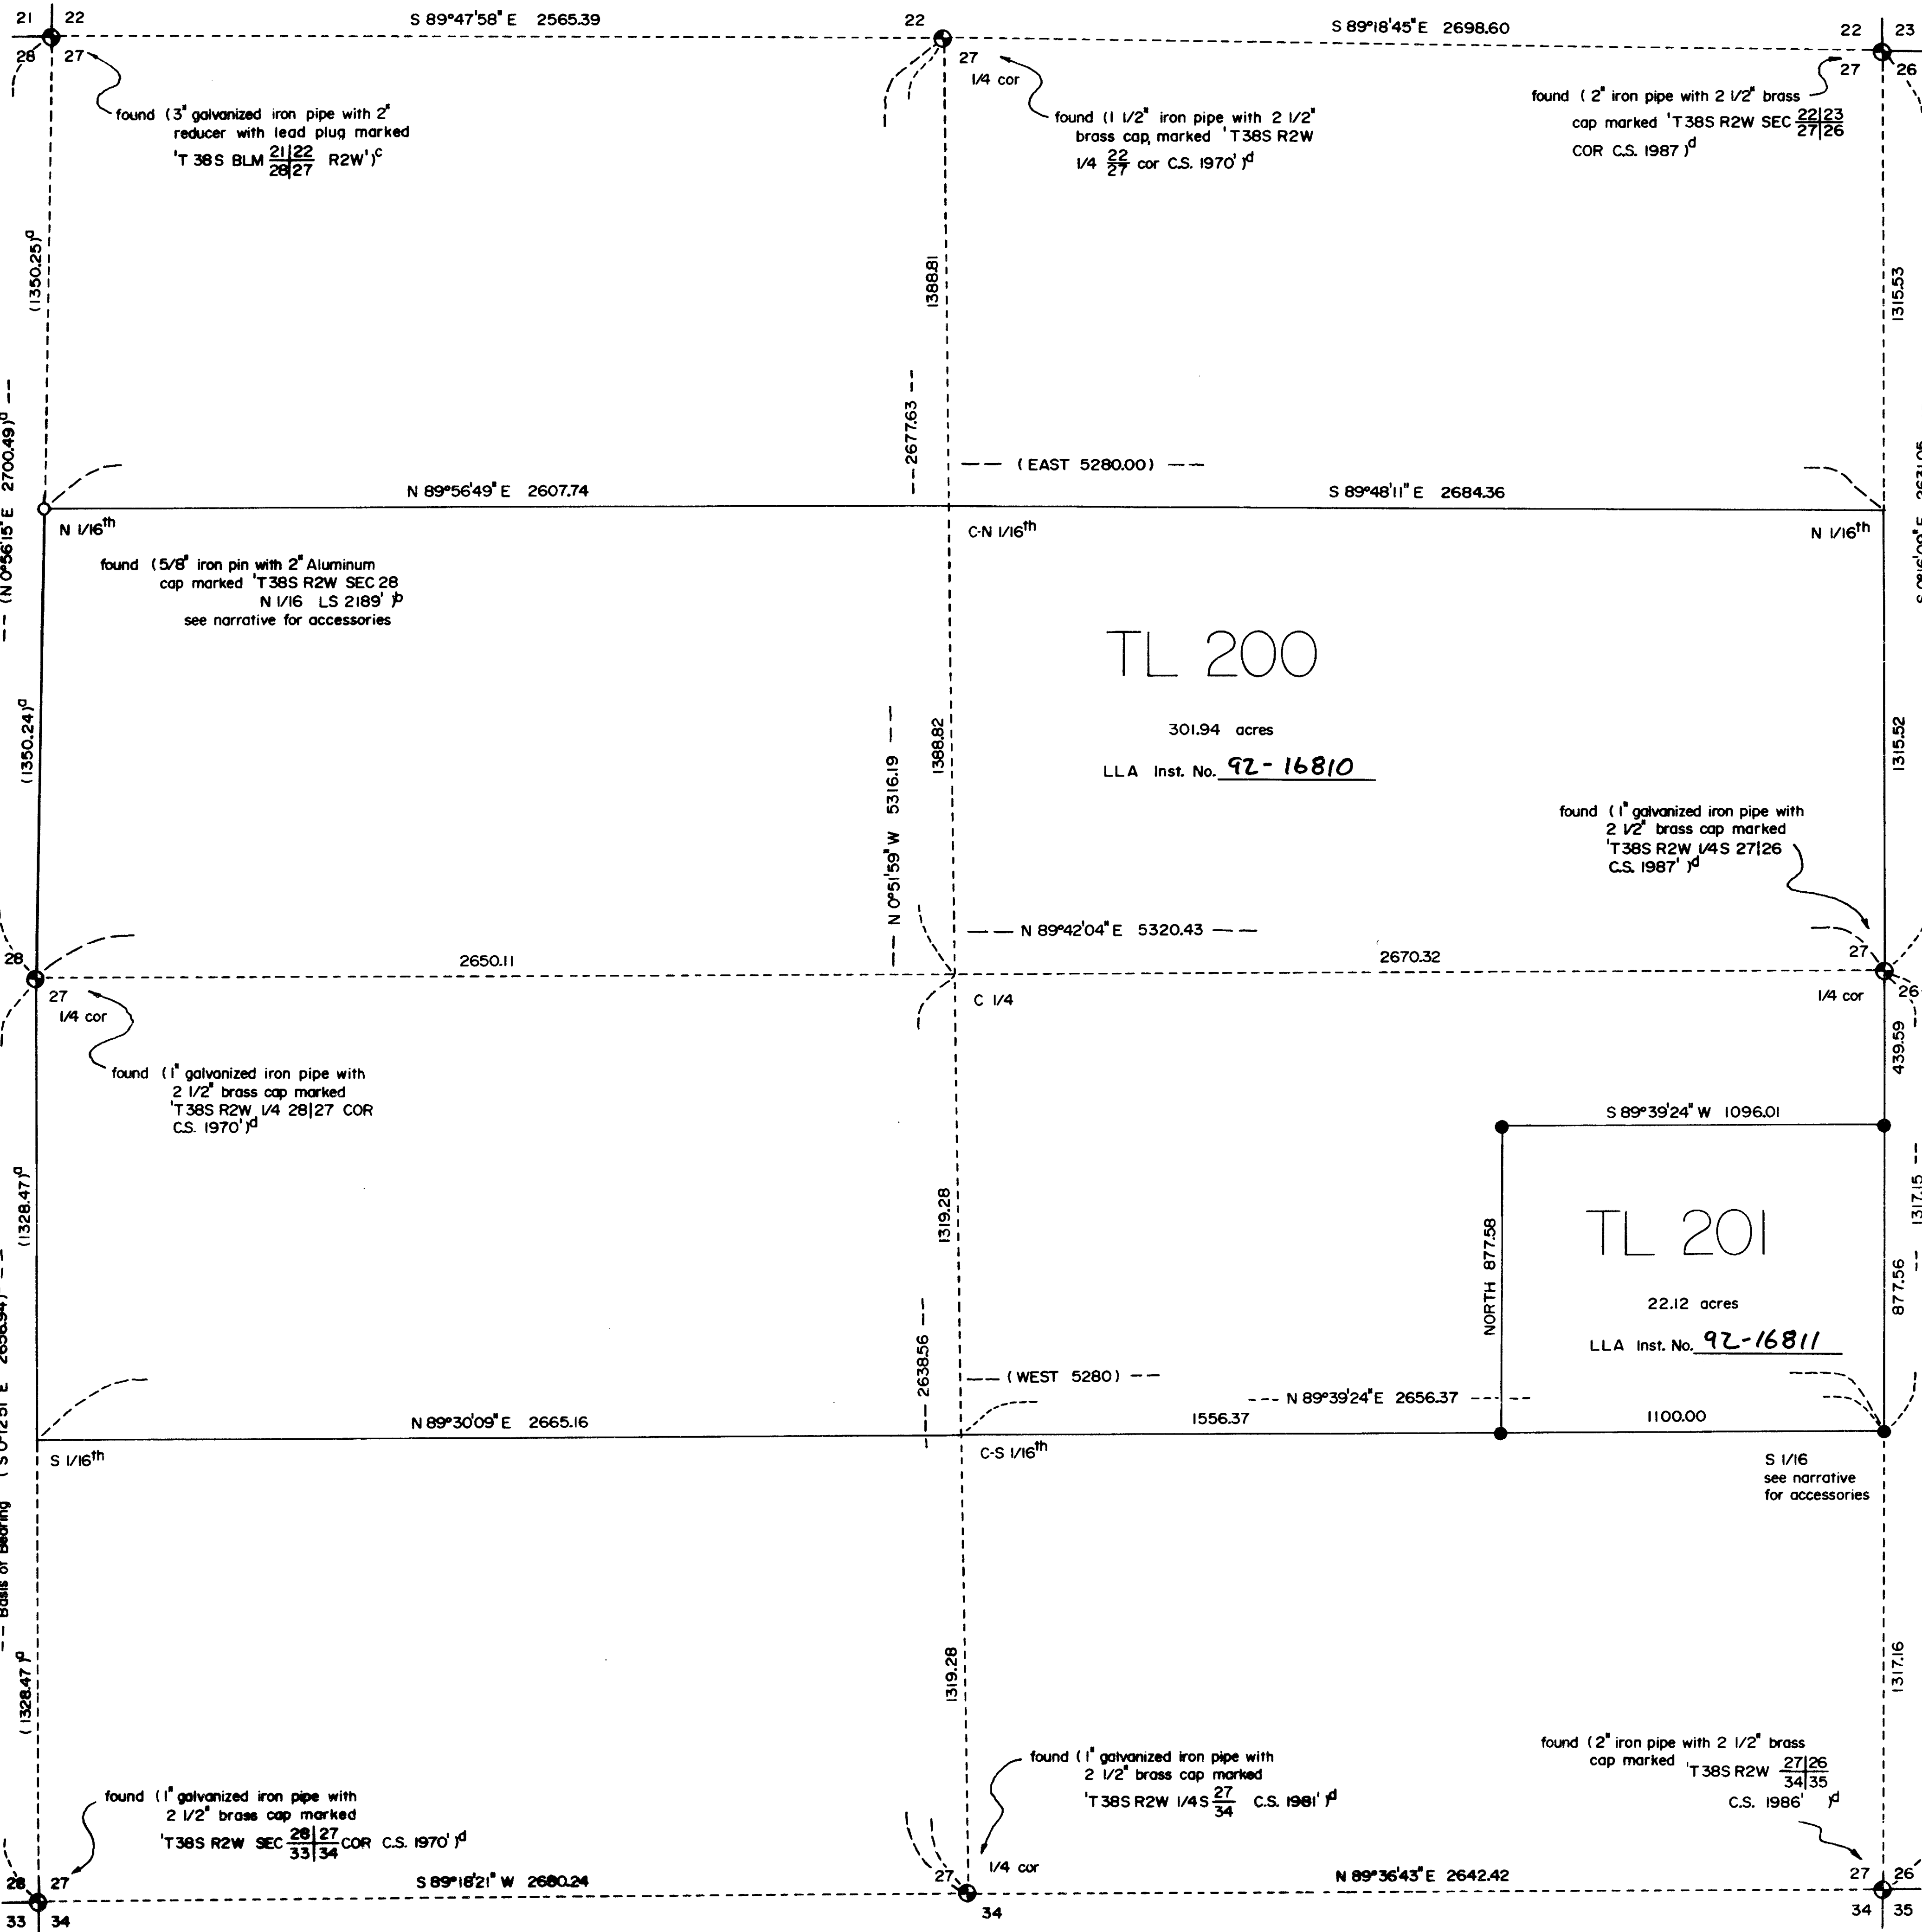 21 22
S 89°47'58" E 2565.39
22
S 89°18'45" E 2698.60
22 23
28 27
27
1/4 cor
27 26
found (3" galvanized iron pipe with 2"
reducer with lead plug marked
'T 38S BLM 21|22 R2W')c
28|27
found (1 1/2" iron pipe with 2 1/2"
brass cap, marked 'T38S R2W
1/4 22 cor C.S. 1970')d
27
found ( 2" iron pipe with 2 1/2" brass
cap marked 'T38S R2W SEC 22|23
27|26
COR C.S. 1987 )d
(1350.25)a
1388.81
1315.53
-- (N 0°56'15" E 2700.49)a --
-- 2677.63 --
-- ( EAST 5280.00) --
N 89°56'49" E 2607.74
S 89°48'11" E 2684.36
N 1/16th
C-N 1/16th
N 1/16th
found (5/8" iron pin with 2" Aluminum
cap marked 'T38S R2W SEC 28
N 1/16 LS 2189' )b
see narrative for accessories
TL 200
301.94 acres
LLA Inst. No. 92-16810
(1350.24)a
-- N 0°51'59" W 5316.19 --
1388.82
1315.52
found (1" galvanized iron pipe with
2 1/2" brass cap marked
'T38S R2W 1/4S 27|26
C.S. 1987' )d
-- N 89°42'04" E 5320.43 --
28
2650.11
2670.32
27
27
1/4 cor
C 1/4
1/4 cor
26
found (1" galvanized iron pipe with
2 1/2" brass cap marked
'T38S R2W 1/4 28|27 COR
C.S. 1970')d
439.59
S 89°39'24" W 1096.01
(1328.47)a
1319.28
NORTH 877.58
TL 201
22.12 acres
LLA Inst. No. 92-16811
877.56
1317.15 --
-- Basis of Bearing (S 0°12'51" E 2656.94) --
-- 2638.56 --
-- ( WEST 5280) --
--- N 89°39'24" E 2656.37 ---
N 89°30'09" E 2665.16
1556.37
1100.00
S 1/16th
C-S 1/16th
S 1/16
see narrative
for accessories
(1328.47)a
1319.28
1317.16
found (1" galvanized iron pipe with
2 1/2" brass cap marked
'T38S R2W SEC 28|27 COR C.S. 1970' )d
33|34
found (1" galvanized iron pipe with
2 1/2" brass cap marked
'T38S R2W 1/4S 27 C.S. 1981' )d
34
found (2" iron pipe with 2 1/2" brass
cap marked 'T38S R2W 27|26
34|35
C.S. 1986' )d
28 27
S 89°18'21" W 2680.24
27
1/4 cor
N 89°36'43" E 2642.42
27 26
33 34
34
34 35